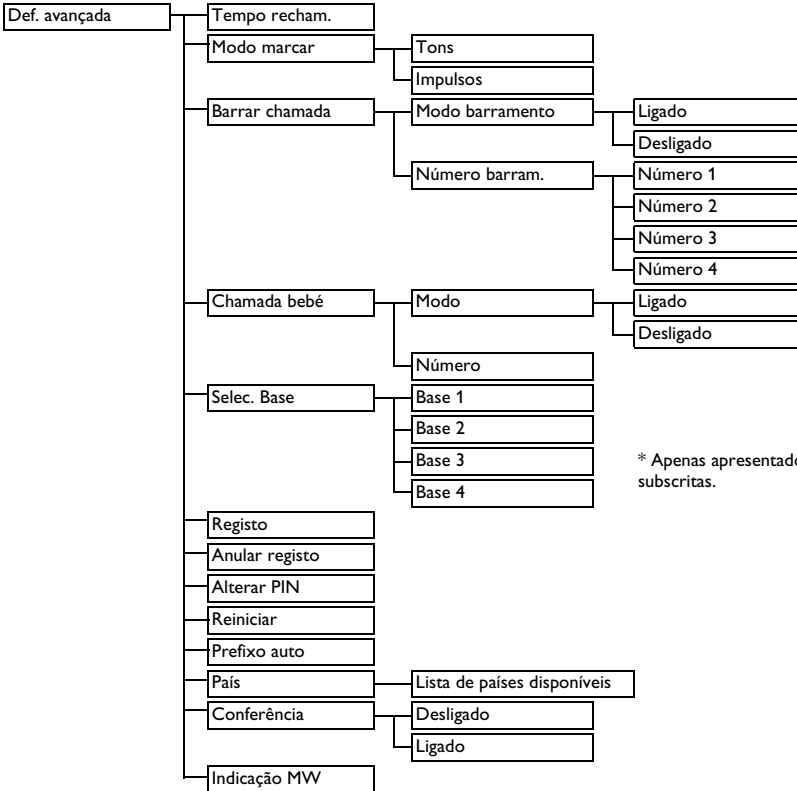 Def. avançada
Tempo recham.
Modo marcar
Tons
Impulsos
Barrar chamada
Modo barramento
Ligado
Desligado
Número barram.
Número 1
Número 2
Número 3
Número 4
Chamada bebé
Modo
Ligado
Desligado
Número
Selec. Base
Base 1
Base 2
Base 3
Base 4
* Apenas apresentado
subscritas.
Registo
Anular registo
Alterar PIN
Reiniciar
Prefixo auto
País
Lista de países disponíveis
Conferência
Desligado
Ligado
Indicação MW